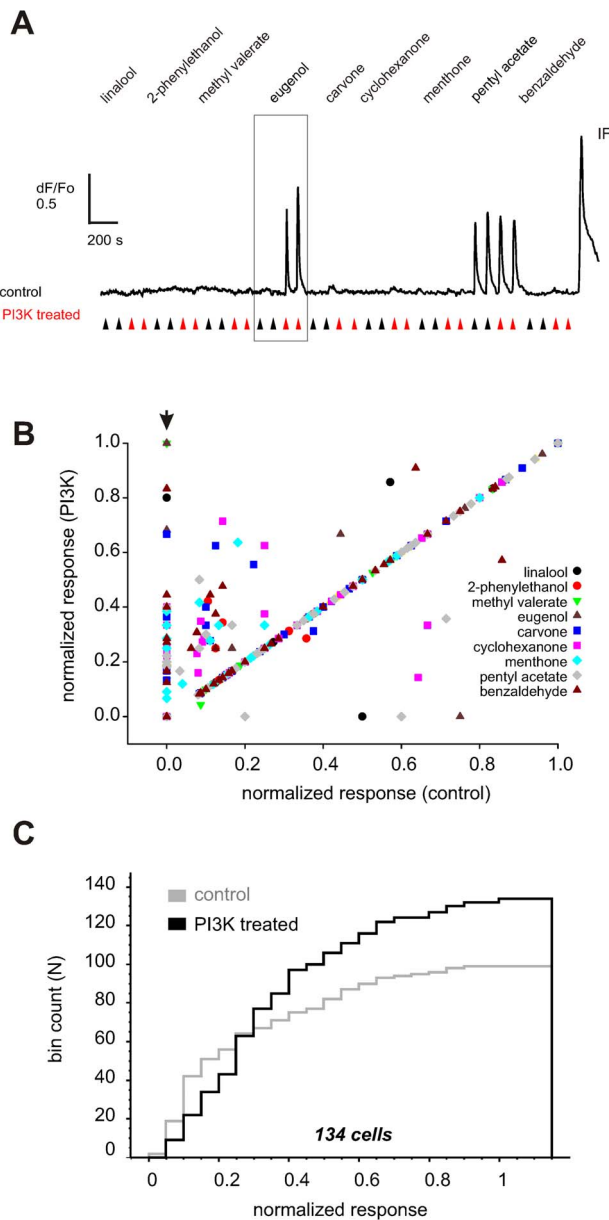 A
linalool
2-phenylethanol
methyl valerate
eugenol
carvone
cyclohexanone
menthone
pentyl acetate
benzaldehyde
IF
dF/Fo
0.5
200 s
control
PI3K treated
B
normalized response (PI3K)
1.0
0.8
0.6
0.4
0.2
0.0
linalool
2-phenylethanol
methyl valerate
eugenol
carvone
cyclohexanone
menthone
pentyl acetate
benzaldehyde
0.0 0.2 0.4 0.6 0.8 1.0
normalized response (control)
C
bin count (N)
140
120
100
80
60
40
20
0
control
PI3K treated
134 cells
0 0.2 0.4 0.6 0.8 1
normalized response